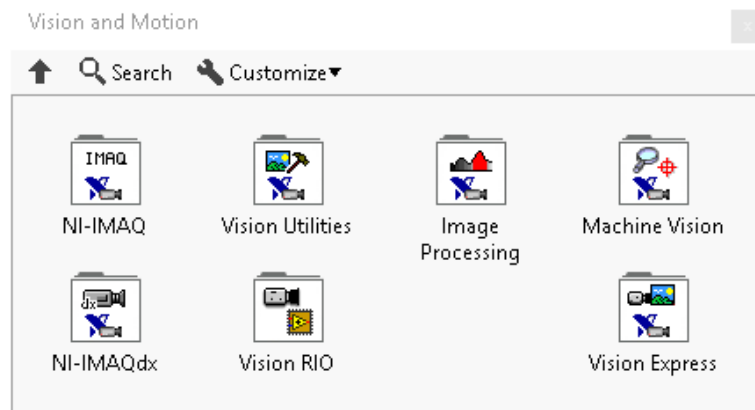 Vision and Motion
Search Customize
IMAQ
NI-IMAQ Vision Utilities Image Processing Machine Vision
dx
NI-IMAQdx Vision RIO Vision Express